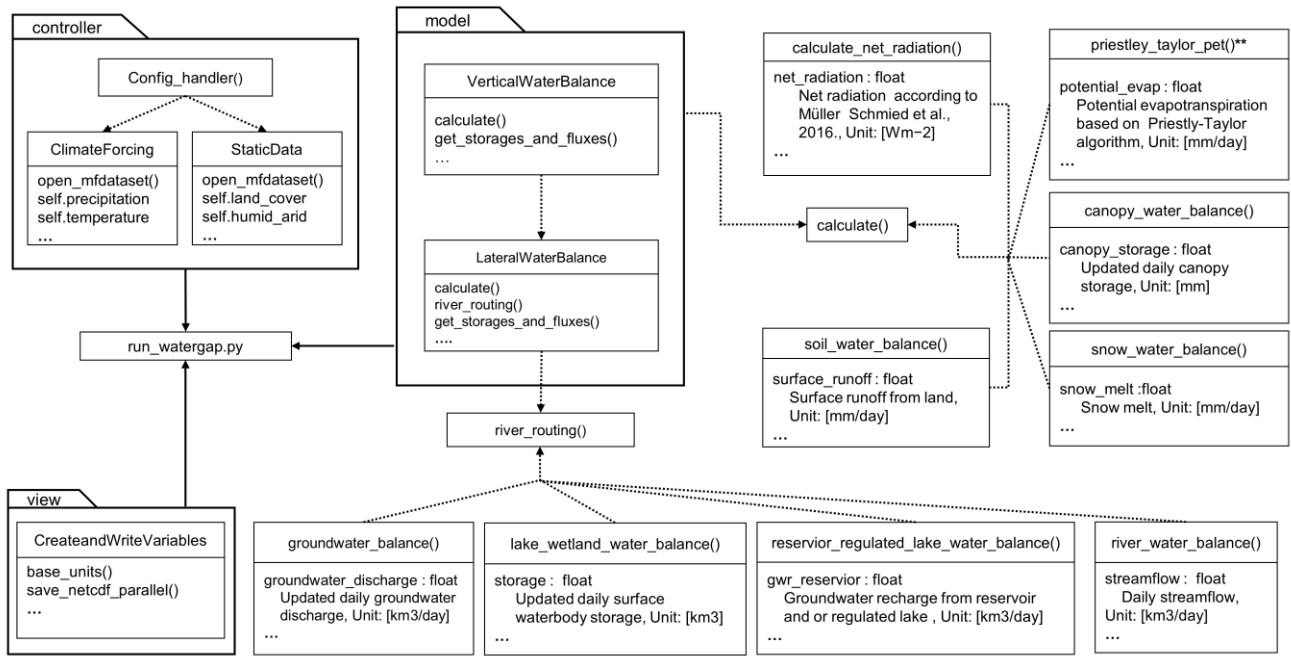 controller
Config_handler()
ClimateForcing
open_mfdataset()
self.precipitation
self.temperature
...
StaticData
open_mfdataset()
self.land_cover
self.humid_arid
...
model
VerticalWaterBalance
calculate()
get_storages_and_fluxes()
...
LateralWaterBalance
calculate()
river_routing()
get_storages_and_fluxes()
....
run_watergap.py
river_routing()
calculate()
calculate_net_radiation()
net_radiation : float
Net radiation according to
Müller Schmied et al.,
2016., Unit: [Wm−2]
...
priestley_taylor_pet()**
potential_evap : float
Potential evapotranspiration
based on Priestly-Taylor
algorithm, Unit: [mm/day]
...
canopy_water_balance()
canopy_storage : float
Updated daily canopy
storage, Unit: [mm]
...
soil_water_balance()
surface_runoff : float
Surface runoff from land,
Unit: [mm/day]
...
snow_water_balance()
snow_melt :float
Snow melt, Unit: [mm/day]
...
view
CreateandWriteVariables
base_units()
save_netcdf_parallel()
...
groundwater_balance()
groundwater_discharge : float
Updated daily groundwater
discharge, Unit: [km3/day]
...
lake_wetland_water_balance()
storage : float
Updated daily surface
waterbody storage, Unit: [km3]
...
reservior_regulated_lake_water_balance()
gwr_reservior : float
Groundwater recharge from reservoir
and or regulated lake , Unit: [km3/day]
...
river_water_balance()
streamflow : float
Daily streamflow,
Unit: [km3/day]
...